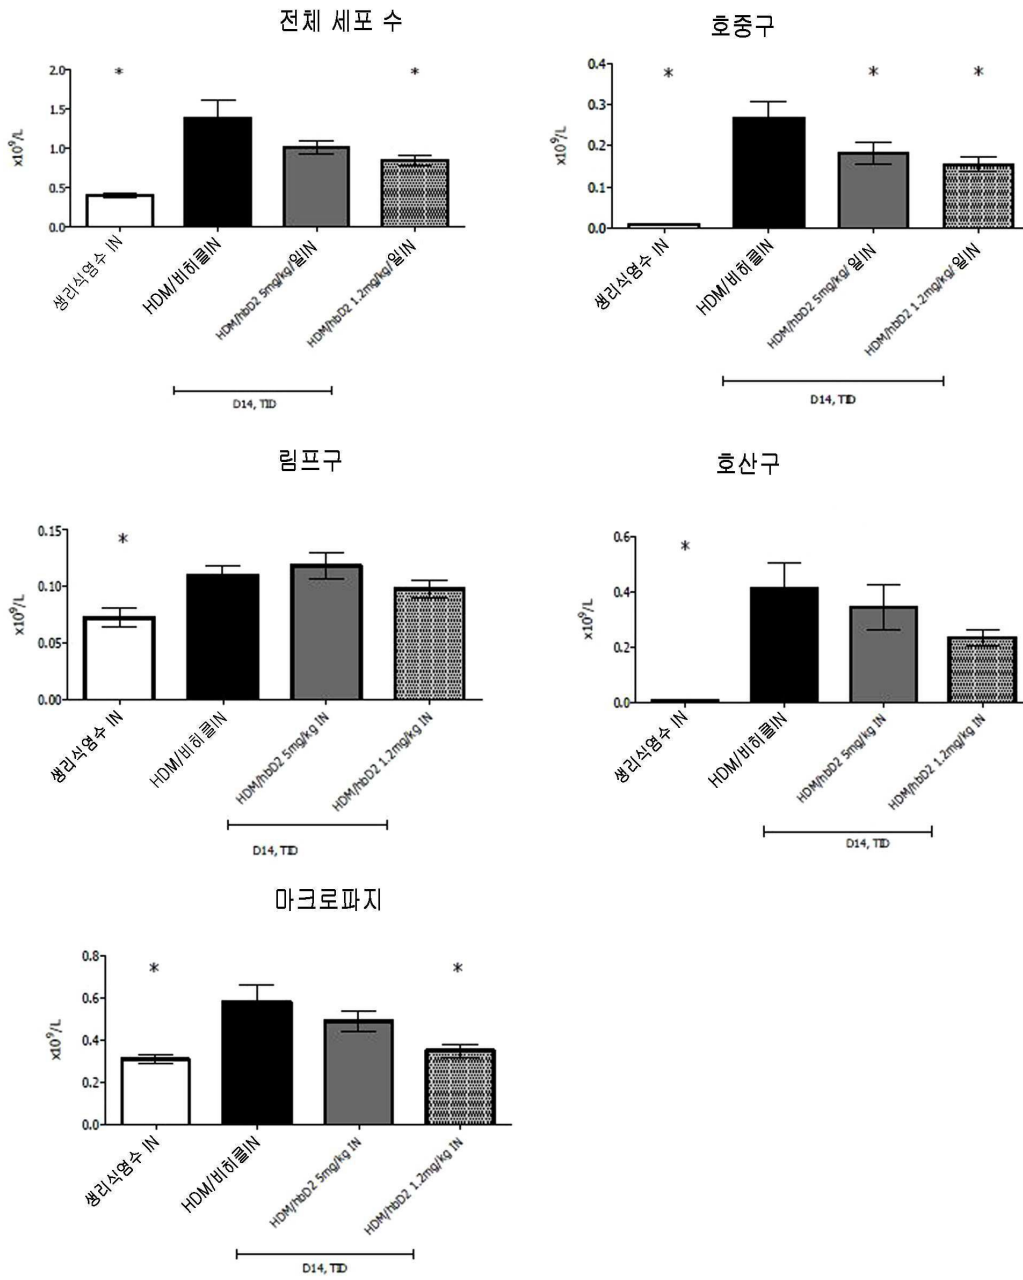 전체 세포 수
*
*
2.0
1.5
1.0
0.5
0.0
x10⁹/L
생리식염수 IN
HDM/비히클IN
HDM/hbD2 5mg/kg/일IN
HDM/hbD2 1.2mg/kg/일IN
D14, TID
호중구
*
*
*
0.4
0.3
0.2
0.1
0.0
x10⁹/L
생리식염수 IN
HDM/비히클IN
HDM/hbD2 5mg/kg/일IN
HDM/hbD2 1.2mg/kg/일IN
D14, TID
림프구
*
0.15
0.10
0.05
0.00
x10⁹/L
생리식염수 IN
HDM/비히클IN
HDM/hbD2 5mg/kg IN
HDM/hbD2 1.2mg/kg IN
D14, TID
호산구
*
0.6
0.4
0.2
0.0
x10⁹/L
생리식염수 IN
HDM/비히클IN
HDM/hbD2 5mg/kg IN
HDM/hbD2 1.2mg/kg IN
D14, TID
마크로파지
*
*
0.8
0.6
0.4
0.2
0.0
x10⁹/L
생리식염수 IN
HDM/비히클IN
HDM/hbD2 5mg/kg IN
HDM/hbD2 1.2mg/kg IN
D14, TID